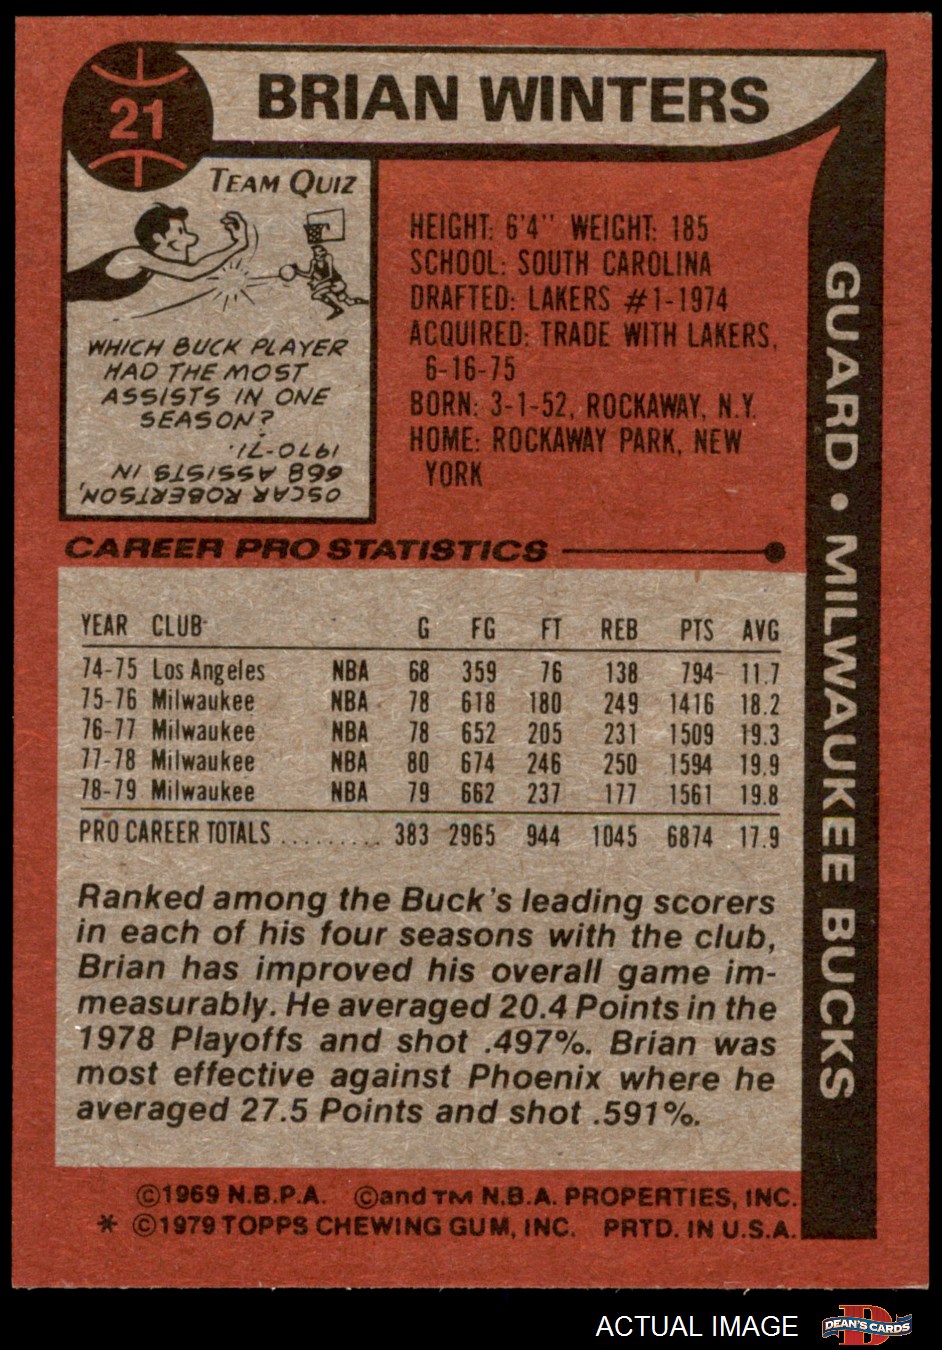 21
BRIAN WINTERS
TEAM QUIZ
WHICH BUCK PLAYER
HAD THE MOST
ASSISTS IN ONE
SEASON?
OSCAR ROBERTSON,
668 ASSISTS IN
1970-71.
HEIGHT: 6'4" WEIGHT: 185
SCHOOL: SOUTH CAROLINA
DRAFTED: LAKERS #1-1974
ACQUIRED: TRADE WITH LAKERS,
6-16-75
BORN: 3-1-52, ROCKAWAY, N.Y.
HOME: ROCKAWAY PARK, NEW
YORK
GUARD • MILWAUKEE BUCKS
CAREER PRO STATISTICS
YEAR CLUB G FG FT REB PTS AVG
74-75 Los Angeles NBA 68 359 76 138 794 11.7
75-76 Milwaukee NBA 78 618 180 249 1416 18.2
76-77 Milwaukee NBA 78 652 205 231 1509 19.3
77-78 Milwaukee NBA 80 674 246 250 1594 19.9
78-79 Milwaukee NBA 79 662 237 177 1561 19.8
PRO CAREER TOTALS .......... 383 2965 944 1045 6874 17.9
Ranked among the Buck's leading scorers
in each of his four seasons with the club,
Brian has improved his overall game im-
measurably. He averaged 20.4 Points in the
1978 Playoffs and shot .497%. Brian was
most effective against Phoenix where he
averaged 27.5 Points and shot .591%.
©1969 N.B.P.A. ©and TM N.B.A. PROPERTIES, INC.
* ©1979 TOPPS CHEWING GUM, INC. PRTD. IN U.S.A.
ACTUAL IMAGE
DEAN'S CARDS